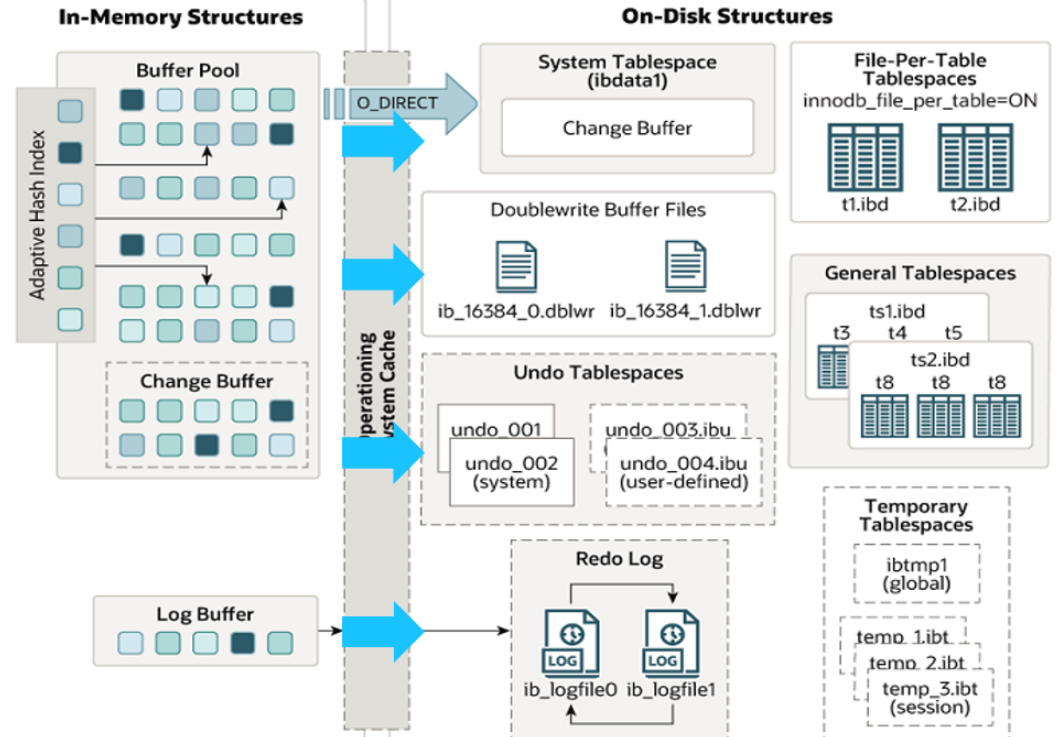 In-Memory Structures
On-Disk Structures
Buffer Pool
Adaptive Hash Index
Change Buffer
Log Buffer
O_DIRECT
Operationing
System Cache
System Tablespace
(ibdata1)
Change Buffer
Doublewrite Buffer Files
ib_16384_0.dblwr
ib_16384_1.dblwr
Undo Tablespaces
undo_001
undo_002
(system)
undo_003.ibu
undo_004.ibu
(user-defined)
Redo Log
LOG
LOG
ib_logfile0
ib_logfile1
File-Per-Table
Tablespaces
innodb_file_per_table=ON
t1.ibd
t2.ibd
General Tablespaces
ts1.ibd
t3 t4 t5
ts2.ibd
t8 t8 t8
Temporary
Tablespaces
ibtmp1
(global)
temp_1.ibt
temp_2.ibt
temp_3.ibt
(session)